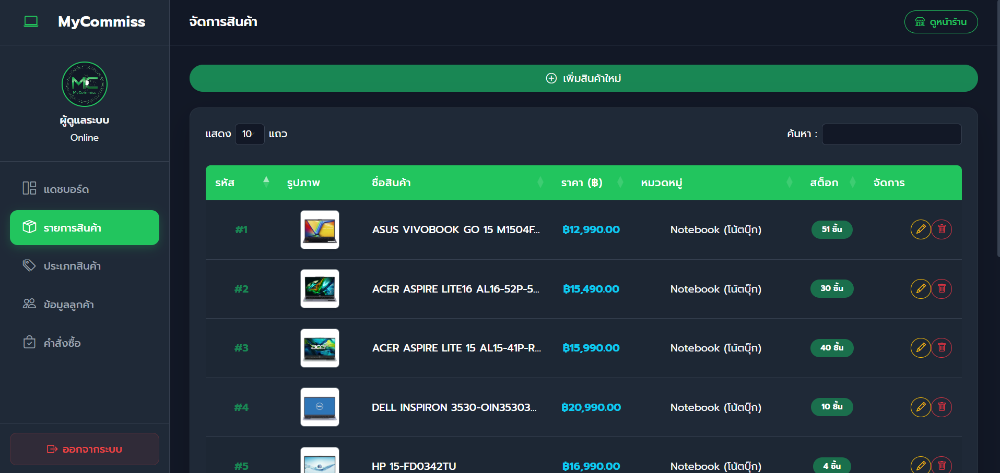 MyCommiss
จัดการสินค้า
ดูหน้าร้าน
MC
MyCommiss
ผู้ดูแลระบบ
Online
แดชบอร์ด
รายการสินค้า
ประเภทสินค้า
ข้อมูลลูกค้า
คำสั่งซื้อ
ออกจากระบบ
เพิ่มสินค้าใหม่
แสดง 10 แถว
ค้นหา :
รหัส รูปภาพ ชื่อสินค้า ราคา (฿) หมวดหมู่ สต็อก จัดการ
#1 ASUS VIVOBOOK GO 15 M1504F... ฿12,990.00 Notebook (โน้ตบุ๊ก) 51 ชิ้น
#2 ACER ASPIRE LITE16 AL16-52P-5... ฿15,490.00 Notebook (โน้ตบุ๊ก) 30 ชิ้น
#3 acer ACER ASPIRE LITE 15 AL15-41P-R... ฿15,990.00 Notebook (โน้ตบุ๊ก) 40 ชิ้น
#4 DELL DELL INSPIRON 3530-OIN35303... ฿20,990.00 Notebook (โน้ตบุ๊ก) 10 ชิ้น
#5 hp HP 15-FD0342TU ฿16,990.00 Notebook (โน้ตบุ๊ก) 4 ชิ้น